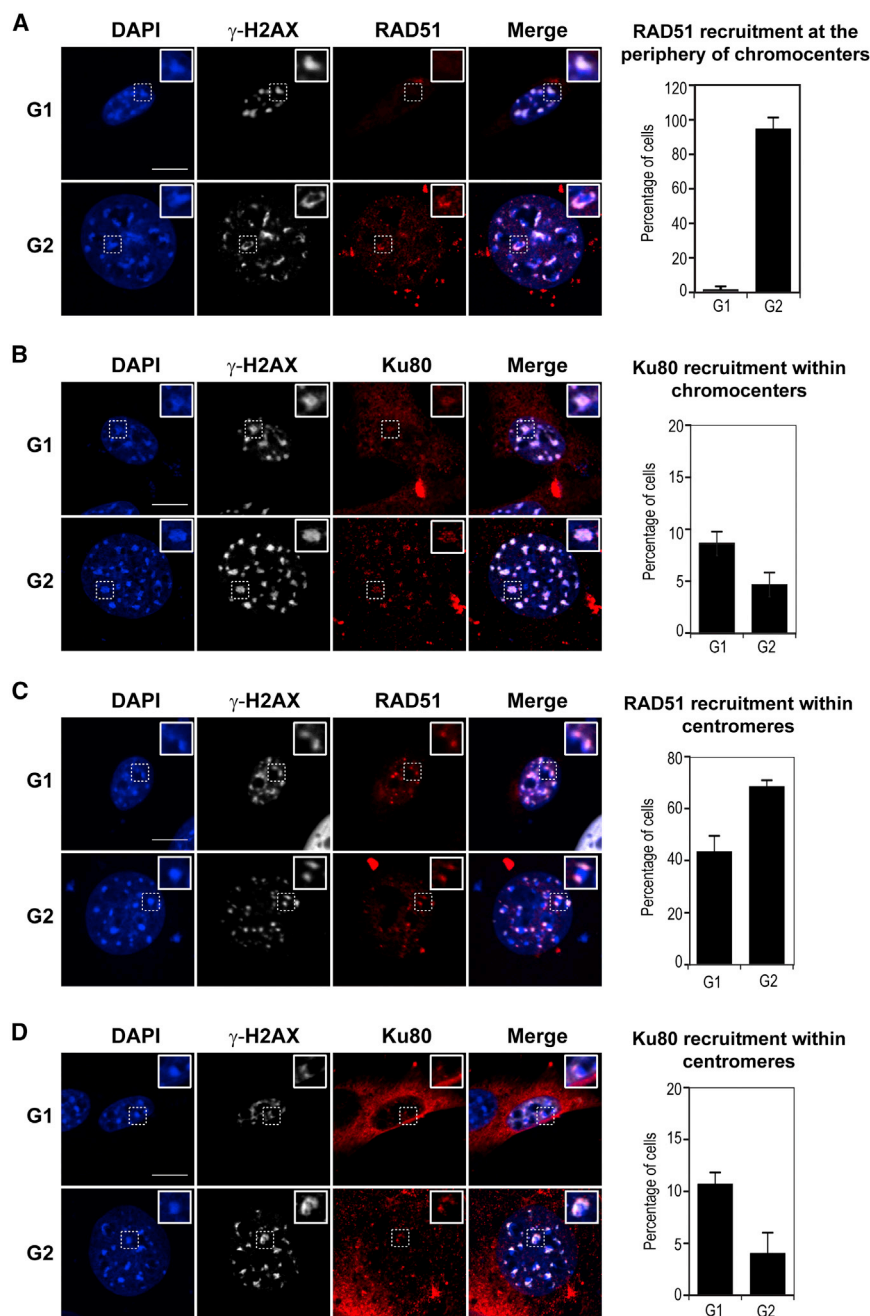 A
DAPI γ-H2AX RAD51 Merge
RAD51 recruitment at the
periphery of chromocenters
G1
G2
Percentage of cells
120
100
80
60
40
20
0
G1 G2
B
DAPI γ-H2AX Ku80 Merge
Ku80 recruitment within
chromocenters
G1
G2
Percentage of cells
20
15
10
5
0
G1 G2
C
DAPI γ-H2AX RAD51 Merge
RAD51 recruitment within
centromeres
G1
G2
Percentage of cells
80
60
40
20
0
G1 G2
D
DAPI γ-H2AX Ku80 Merge
Ku80 recruitment within
centromeres
G1
G2
Percentage of cells
20
15
10
5
0
G1 G2